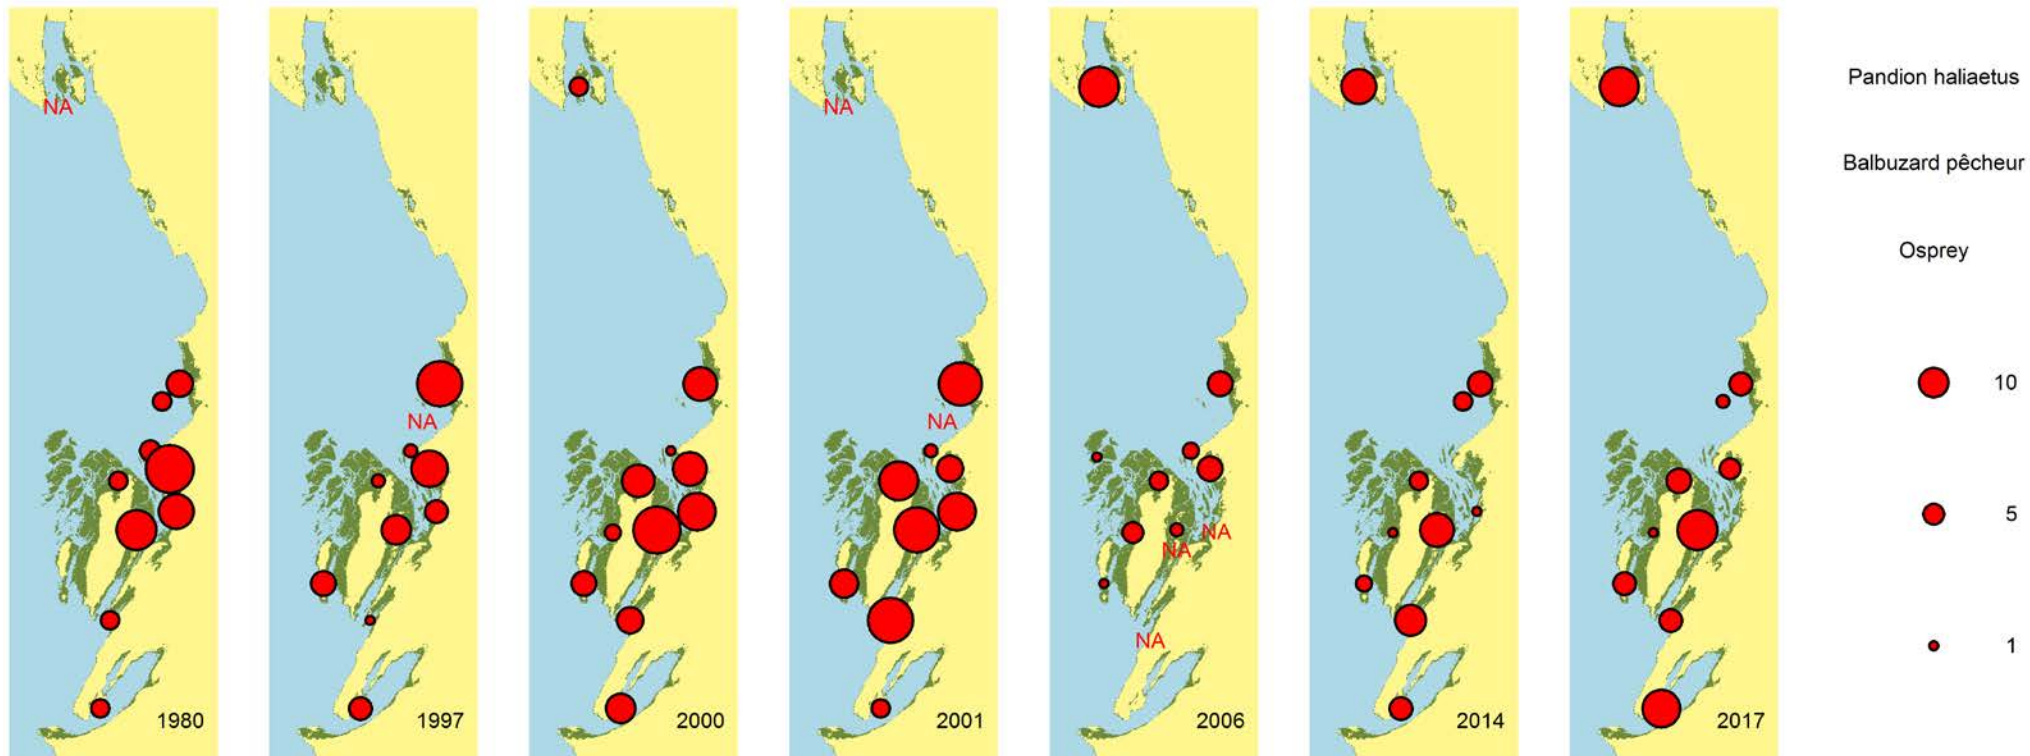 Pandion haliaetus
NA
NA
Balbuzard pêcheur
Osprey
10
NA
NA
5
NA
NA
NA
1
1980
1997
2000
2001
2006
2014
2017